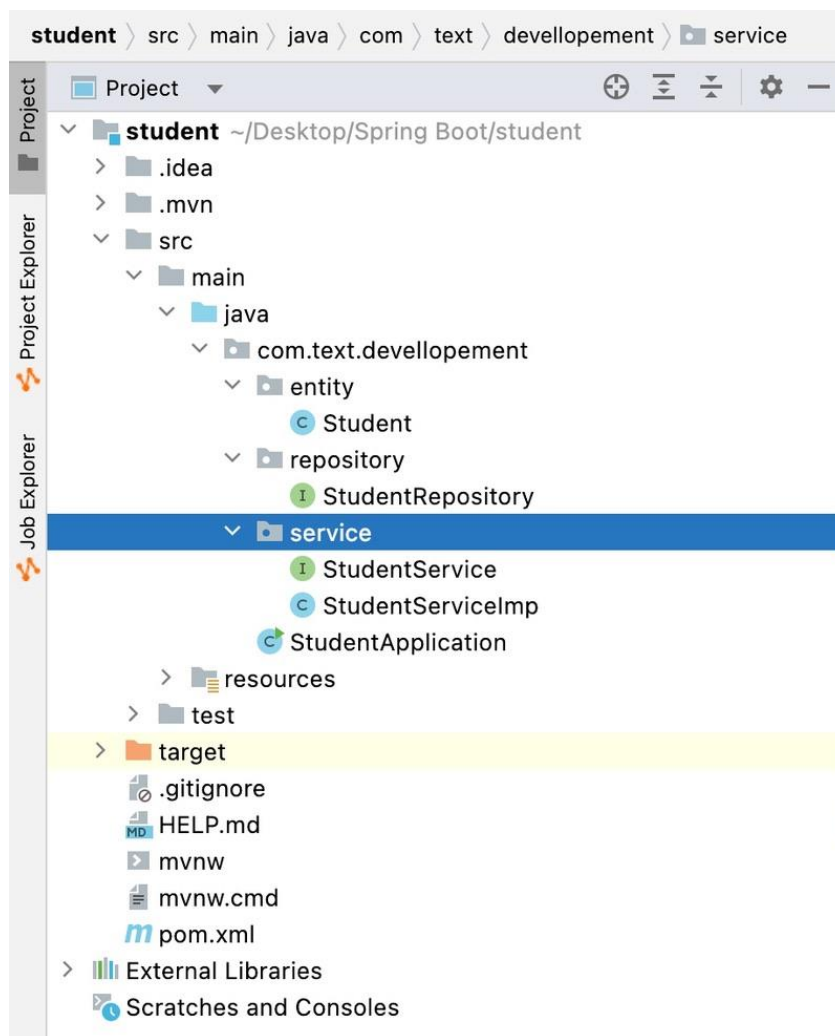 student 〉 src 〉 main 〉 java 〉 com 〉 text 〉 devellopement 〉 service
Project
Project
Project Explorer
Job Explorer
student ~/Desktop/Spring Boot/student
.idea
.mvn
src
main
java
com.text.devellopement
entity
C Student
repository
I StudentRepository
service
I StudentService
C StudentServiceImp
C StudentApplication
resources
test
target
.gitignore
MD HELP.md
mvnw
mvnw.cmd
m pom.xml
External Libraries
Scratches and Consoles